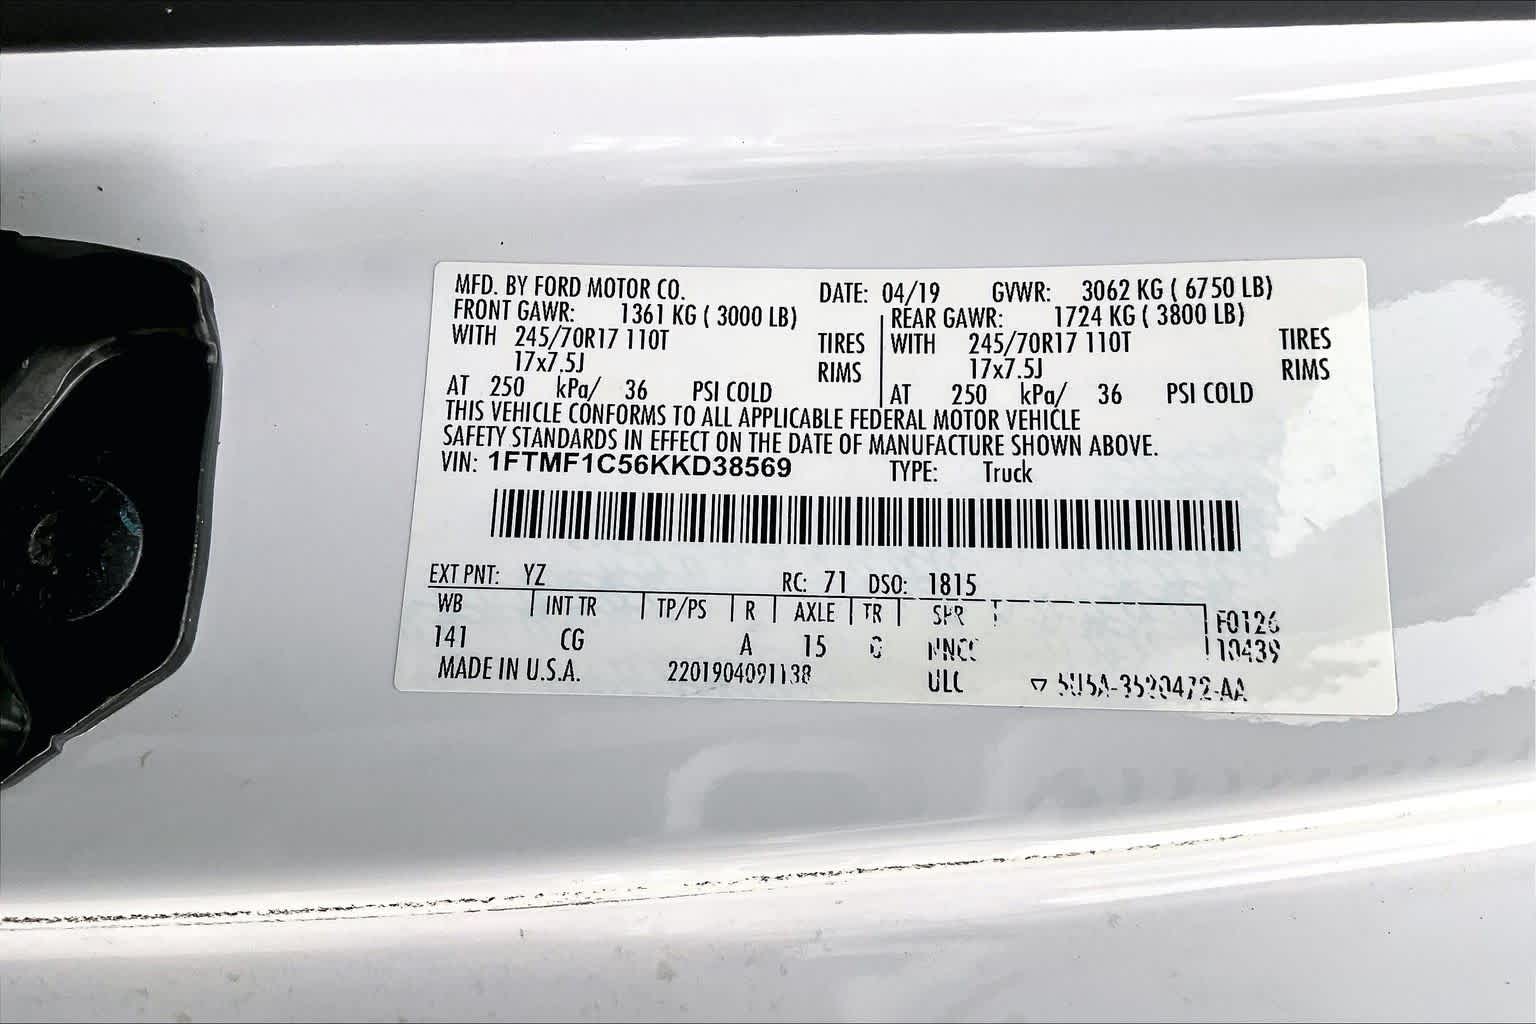 MFD. BY FORD MOTOR CO. DATE: 04/19 GVWR: 3062 KG ( 6750 LB)
FRONT GAWR: 1361 KG ( 3000 LB) REAR GAWR: 1724 KG ( 3800 LB)
WITH 245/70R17 110T TIRES WITH 245/70R17 110T TIRES
17x7.5J RIMS 17x7.5J RIMS
AT 250 kPa/ 36 PSI COLD AT 250 kPa/ 36 PSI COLD
THIS VEHICLE CONFORMS TO ALL APPLICABLE FEDERAL MOTOR VEHICLE
SAFETY STANDARDS IN EFFECT ON THE DATE OF MANUFACTURE SHOWN ABOVE.
VIN: 1FTMF1C56KKD38569 TYPE: Truck
EXT PNT: YZ RC: 71 DSO: 1815
WB INT TR TP/PS R AXLE TR SPR F0126
141 CG A 15 10439
MADE IN U.S.A. 2201904091138 ULC